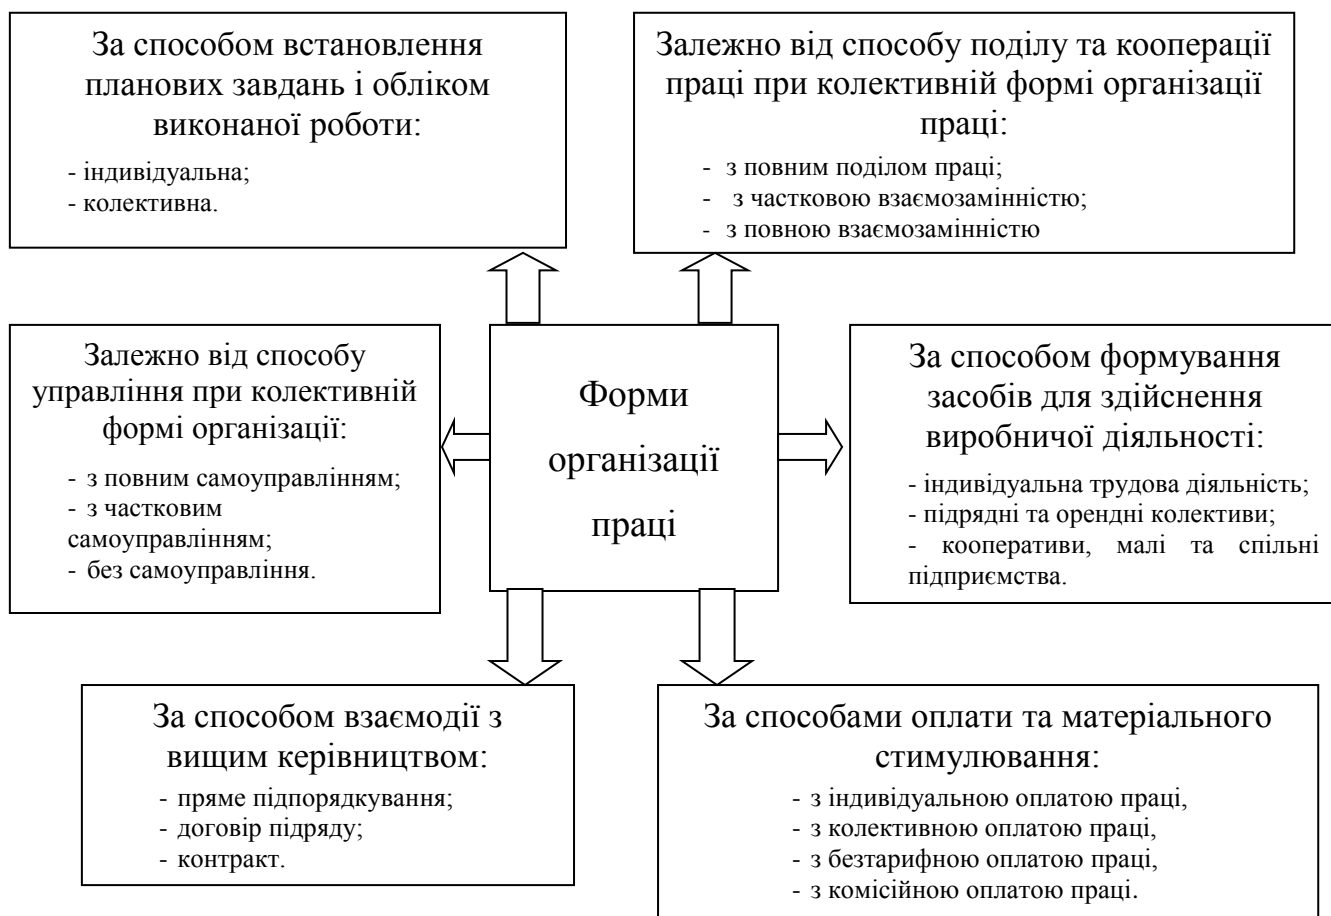 За способом встановлення
планових завдань і обліком
виконаної роботи:
- індивідуальна;
- колективна.
Залежно від способу поділу та кооперації
праці при колективній формі організації
праці:
- з повним поділом праці;
- з частковою взаємозамінністю;
- з повною взаємозамінністю
Залежно від способу
управління при колективній
формі організації:
- з повним самоуправлінням;
- з частковим
самоуправлінням;
- без самоуправління.
Форми
організації
праці
За способом формування
засобів для здійснення
виробничої діяльності:
- індивідуальна трудова діяльність;
- підрядні та орендні колективи;
- кооперативи, малі та спільні
підприємства.
За способом взаємодії з
вищим керівництвом:
- пряме підпорядкування;
- договір підряду;
- контракт.
За способами оплати та матеріального
стимулювання:
- з індивідуальною оплатою праці,
- з колективною оплатою праці,
- з безтарифною оплатою праці,
- з комісійною оплатою праці.